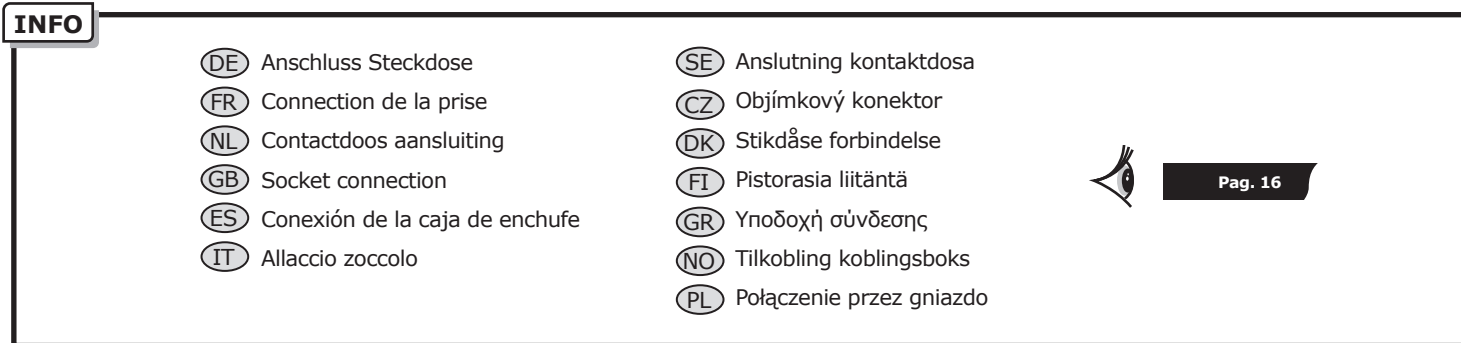 INFO
DE Anschluss Steckdose
FR Connection de la prise
NL Contactdoos aansluiting
GB Socket connection
ES Conexión de la caja de enchufe
IT Allaccio zoccolo
SE Anslutning kontaktdosa
CZ Objímkový konektor
DK Stikdåse forbindelse
FI Pistorasia liitäntä
GR Υποδοχή σύνδεσης
NO Tilkobling koblingsboks
PL Połączenie przez gniazdo
Pag. 16